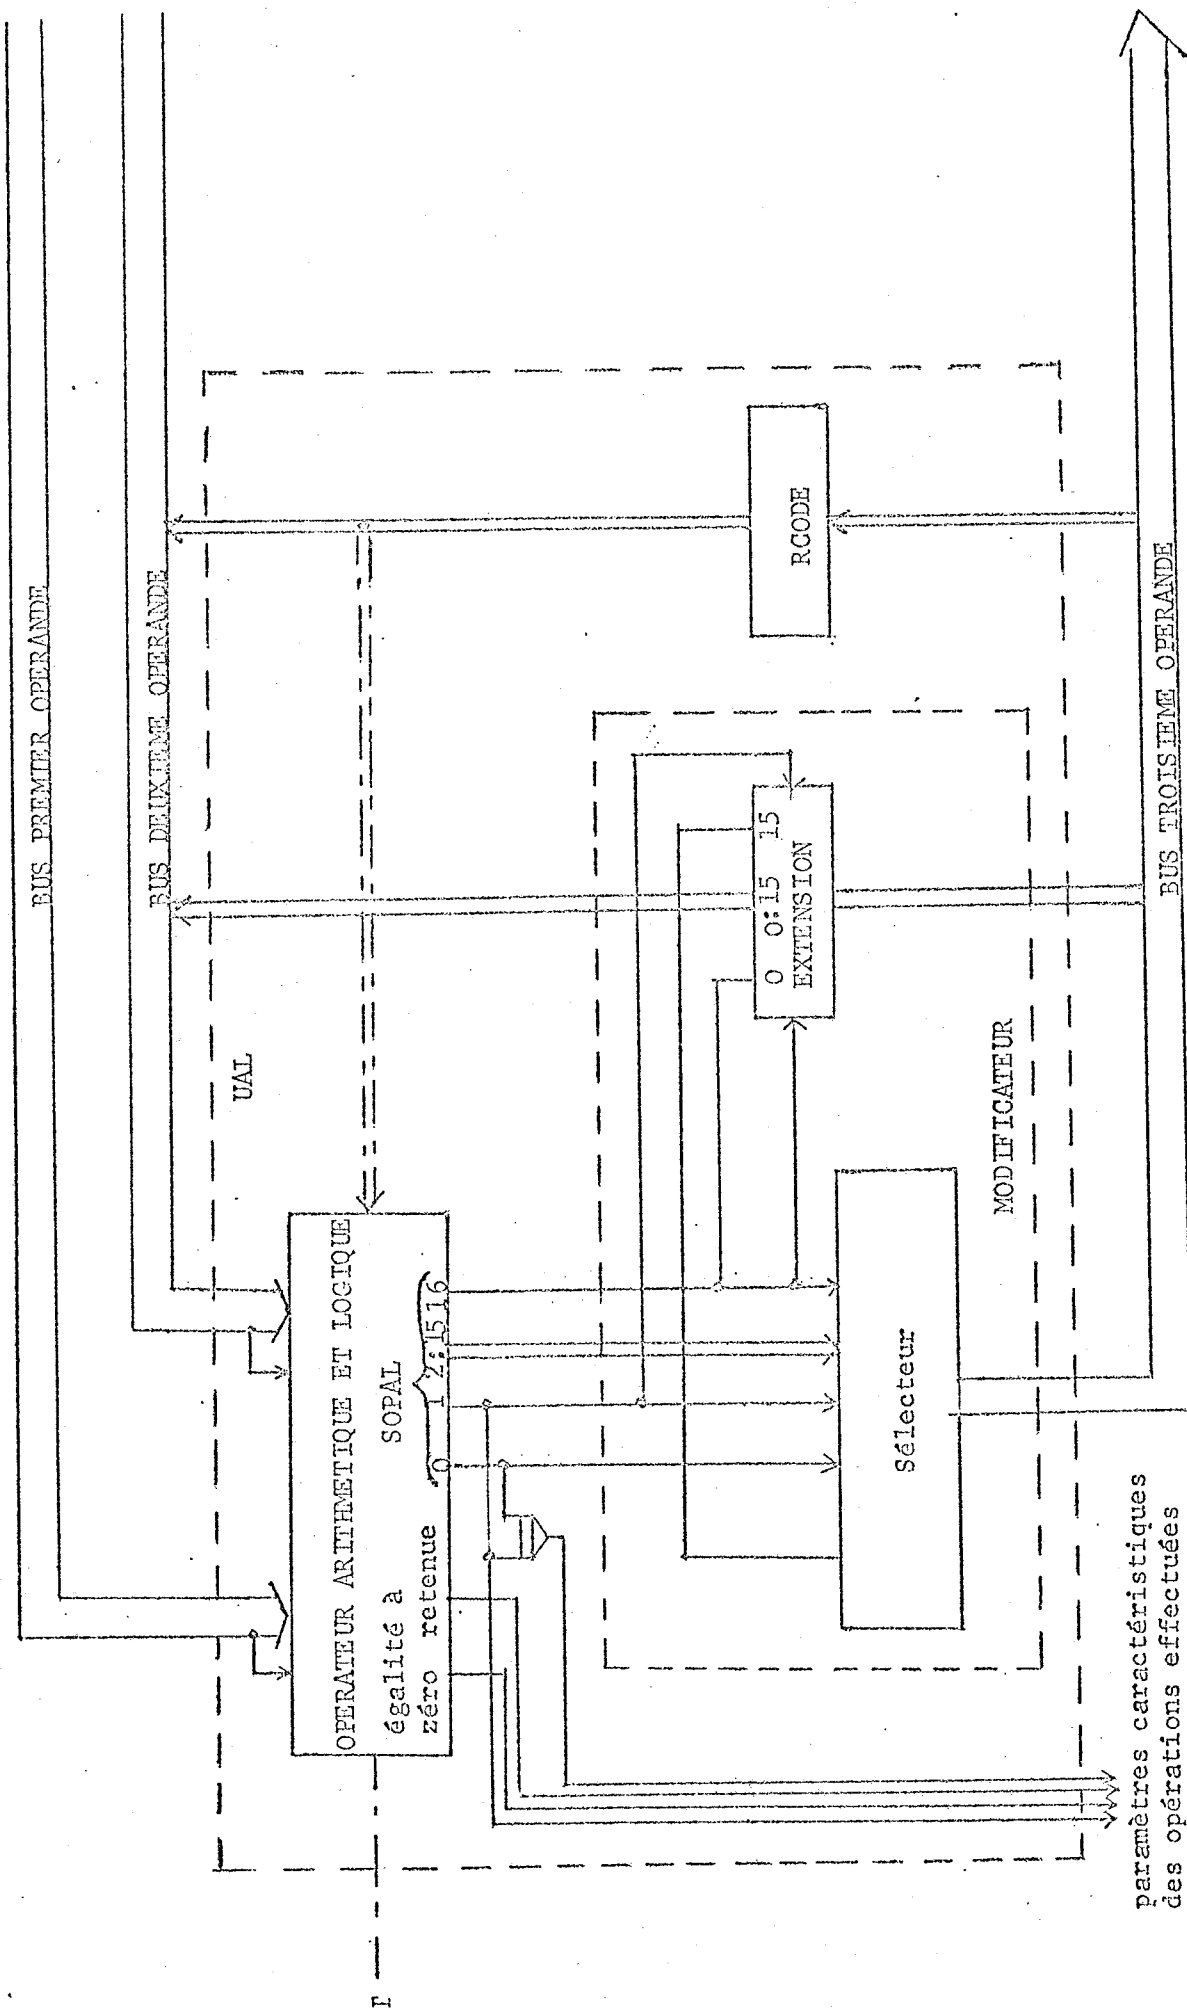 BUS PREMIER OPERANDE
BUS DEUXIEME OPERANDE
UAL
OPERATEUR ARITHMETIQUE ET LOGIQUE
SOPAL
égalité à
zéro retenue
0 1 2:15 16
RCODE
0 0:15 15
EXTENSION
MODIFICATEUR
Sélecteur
BUS TROISIEME OPERANDE
paramètres caractéristiques
des opérations effectuées